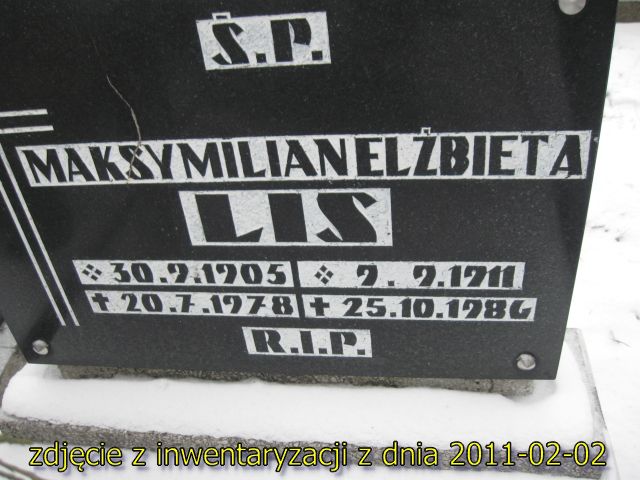 Ś.P.
MAKSYMILIAN ELŻBIETA
LIS
30.9.1905 9.9.1911
† 20.7.1978 † 25.10.1986
R.I.P.
zdjęcie z inwentaryzacji z dnia 2011-02-02